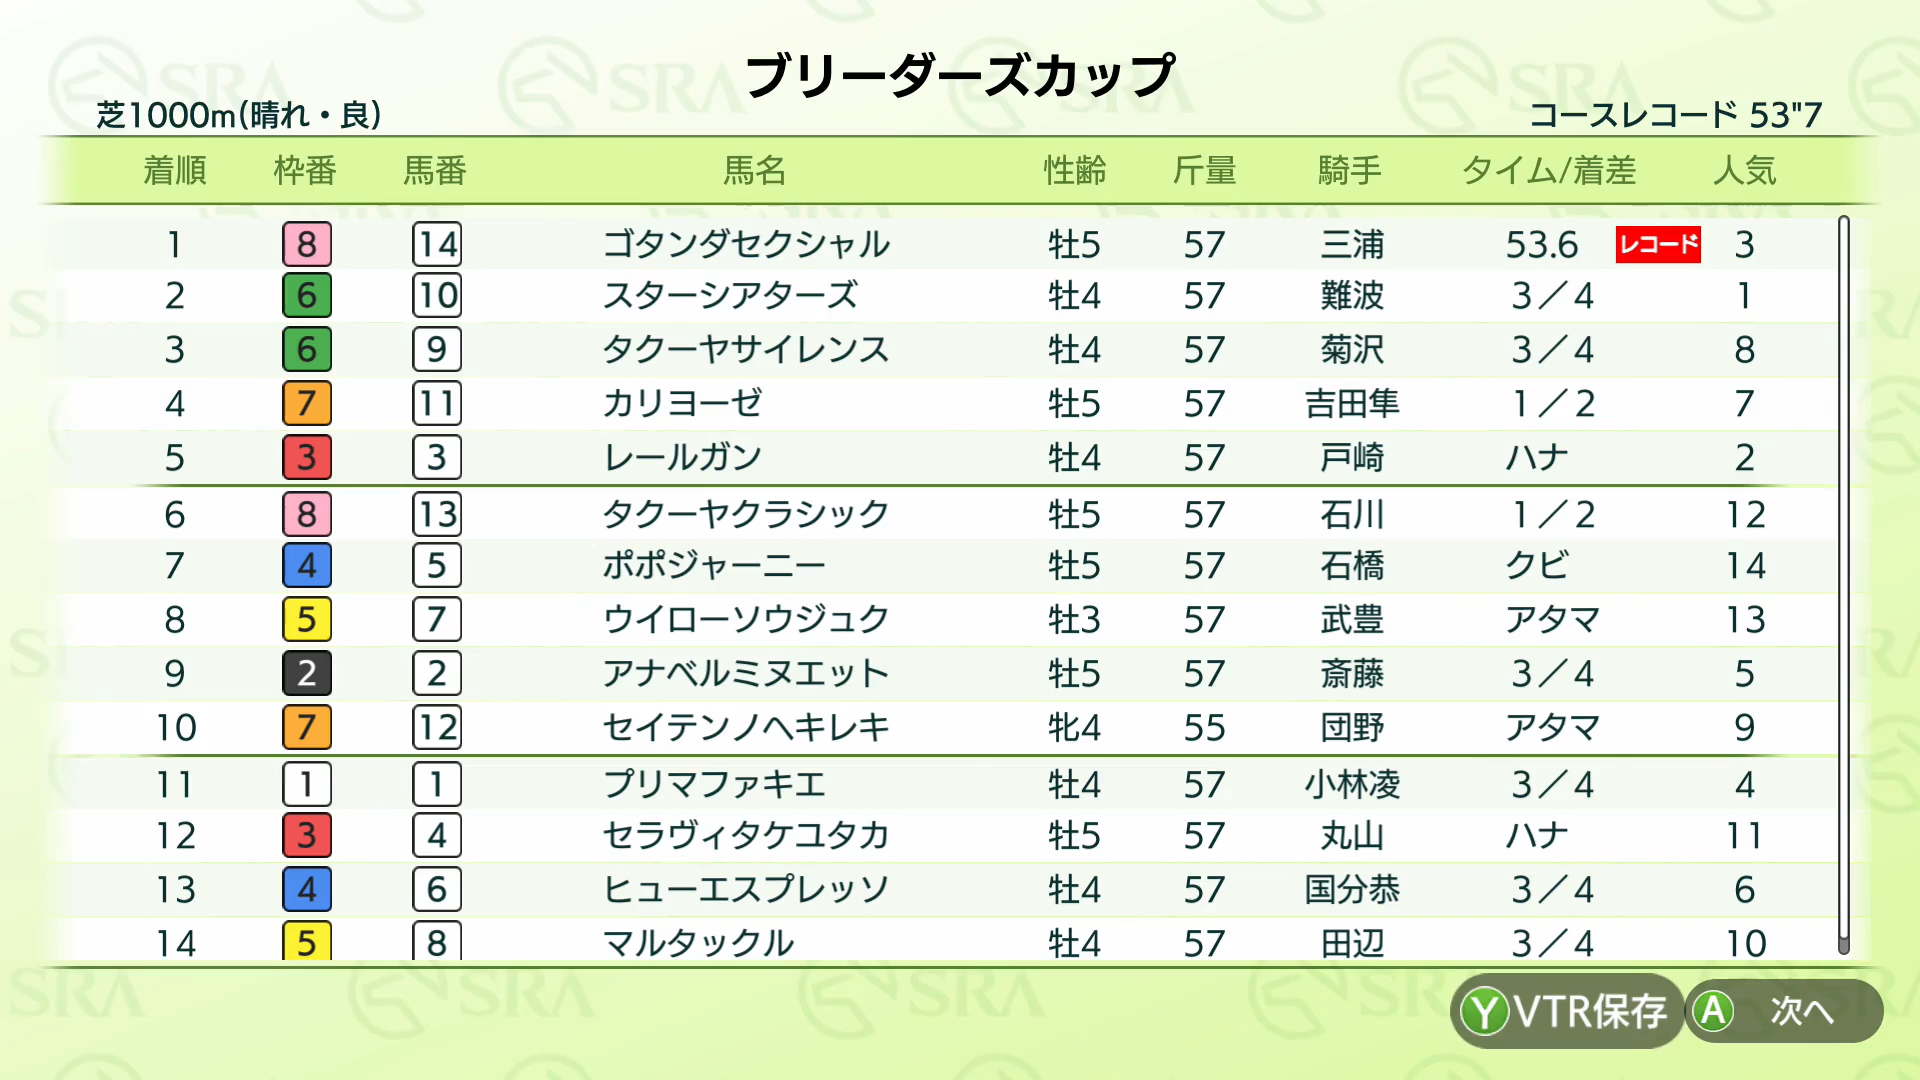 ブリーダーズカップ
芝1000m(晴れ・良)
コースレコード 53"7
着順 枠番 馬番 馬名 性齢 斤量 騎手 タイム/着差 人気
1 8 14 ゴタンダセクシャル 牡5 57 三浦 53.6 レコード 3
2 6 10 スターシアターズ 牡4 57 難波 3／4 1
3 6 9 タクーヤサイレンス 牡4 57 菊沢 3／4 8
4 7 11 カリヨーゼ 牡5 57 吉田隼 1／2 7
5 3 3 レールガン 牡4 57 戸崎 ハナ 2
6 8 13 タクーヤクラシック 牡5 57 石川 1／2 12
7 4 5 ポポジャーニー 牡5 57 石橋 クビ 14
8 5 7 ウイローソウジュク 牡3 57 武豊 アタマ 13
9 2 2 アナベルミヌエット 牡5 57 斎藤 3／4 5
10 7 12 セイテンノヘキレキ 牝4 55 団野 アタマ 9
11 1 1 プリマファキエ 牡4 57 小林凌 3／4 4
12 3 4 セラヴィタケユタカ 牡5 57 丸山 ハナ 11
13 4 6 ヒューエスプレッソ 牡4 57 国分恭 3／4 6
14 5 8 マルタックル 牡4 57 田辺 3／4 10
Y VTR保存 A 次へ